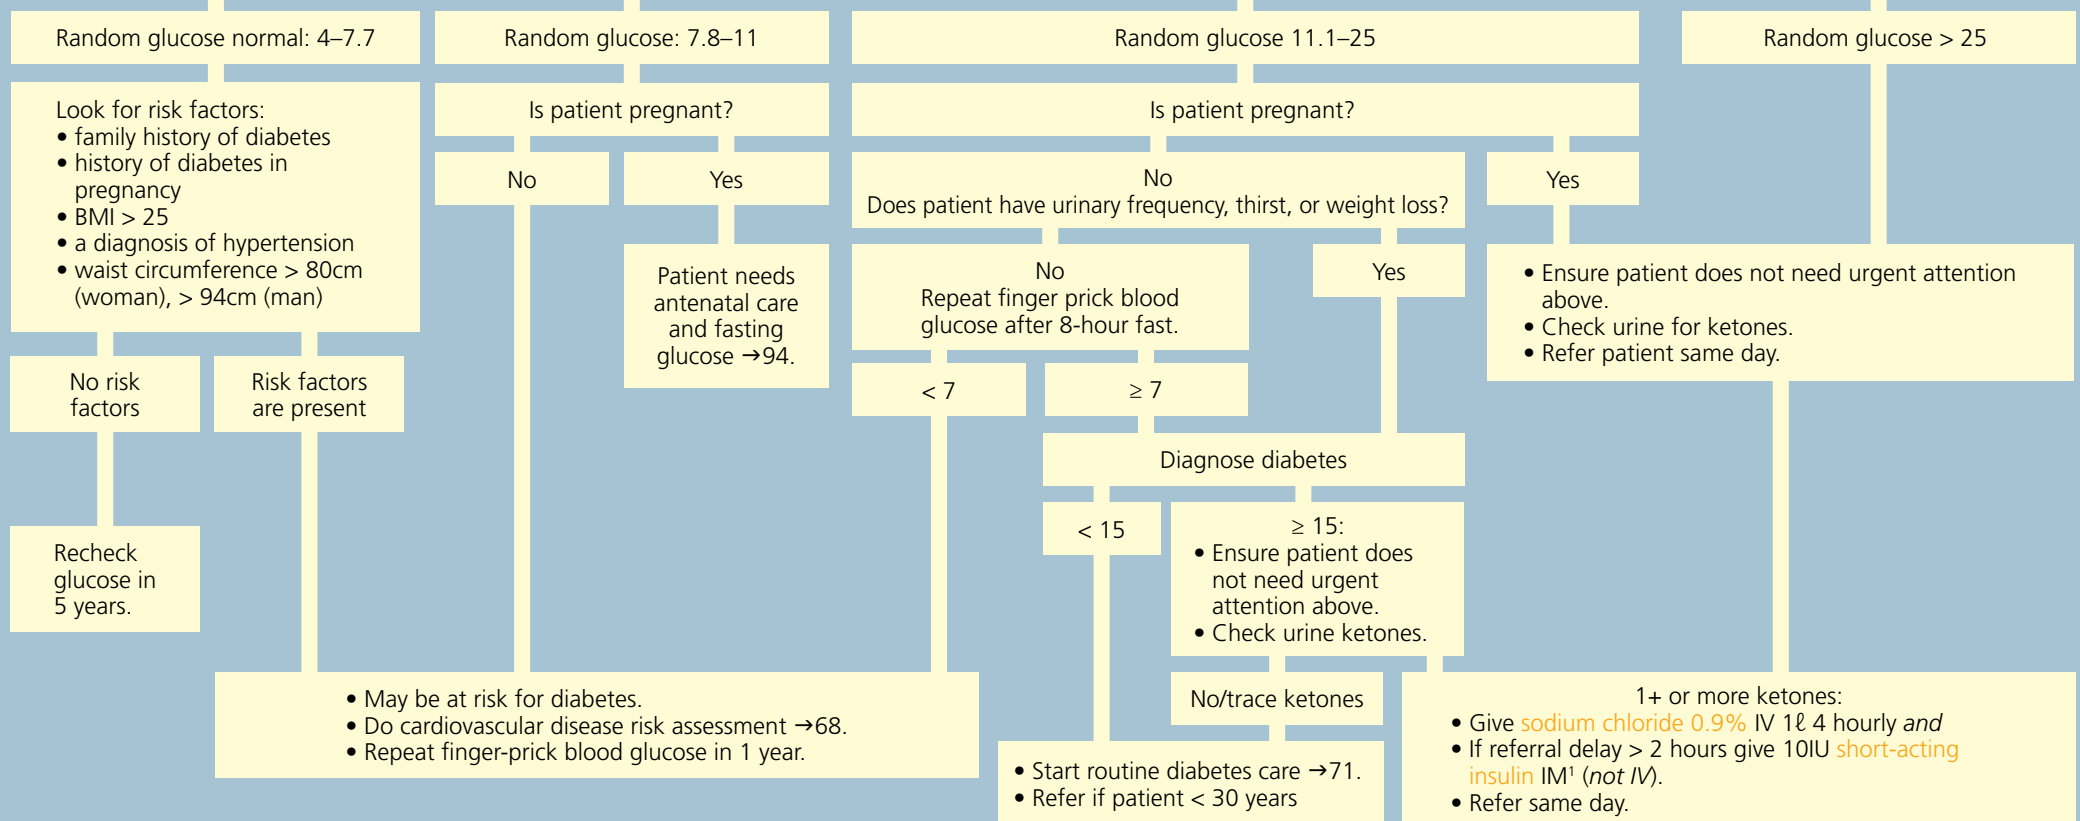 Random glucose normal: 4–7.7
Look for risk factors:
• family history of diabetes
• history of diabetes in
pregnancy
• BMI > 25
• a diagnosis of hypertension
• waist circumference > 80cm
(woman), > 94cm (man)
No risk
factors
Recheck
glucose in
5 years.
Risk factors
are present
Random glucose: 7.8–11
Is patient pregnant?
No
Yes
Patient needs
antenatal care
and fasting
glucose →94.
Random glucose 11.1–25
Is patient pregnant?
No
Does patient have urinary frequency, thirst, or weight loss?
No
Repeat finger prick blood
glucose after 8-hour fast.
< 7
≥ 7
Yes
Diagnose diabetes
< 15
≥ 15:
• Ensure patient does
not need urgent
attention above.
• Check urine ketones.
No/trace ketones
Yes
Random glucose > 25
• Ensure patient does not need urgent attention
above.
• Check urine for ketones.
• Refer patient same day.
• May be at risk for diabetes.
• Do cardiovascular disease risk assessment →68.
• Repeat finger-prick blood glucose in 1 year.
• Start routine diabetes care →71.
• Refer if patient < 30 years
1+ or more ketones:
• Give sodium chloride 0.9% IV 1ℓ 4 hourly and
• If referral delay > 2 hours give 10IU short-acting
insulin IM¹ (not IV).
• Refer same day.